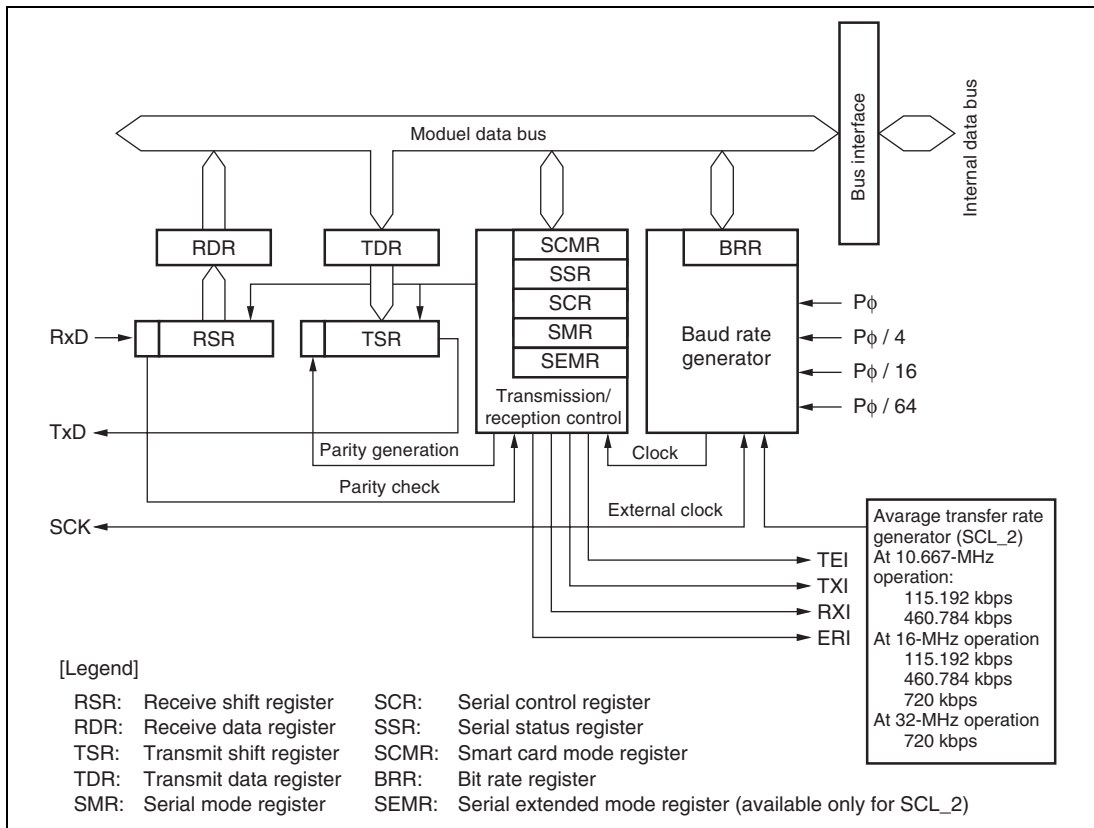 Moduel data bus
Bus interface
Internal data bus
RDR
TDR
SCMR
BRR
SSR
SCR
SMR
SEMR
RxD
RSR
TSR
Baud rate
generator
Pϕ
Pϕ / 4
Pϕ / 16
Pϕ / 64
Transmission/
reception control
TxD
Parity generation
Clock
Parity check
SCK
External clock
Avarage transfer rate
generator (SCL_2)
At 10.667-MHz
operation:
115.192 kbps
460.784 kbps
At 16-MHz operation
115.192 kbps
460.784 kbps
720 kbps
At 32-MHz operation
720 kbps
TEI
TXI
RXI
ERI
[Legend]
RSR: Receive shift register
RDR: Receive data register
TSR: Transmit shift register
TDR: Transmit data register
SMR: Serial mode register
SCR: Serial control register
SSR: Serial status register
SCMR: Smart card mode register
BRR: Bit rate register
SEMR: Serial extended mode register (available only for SCL_2)